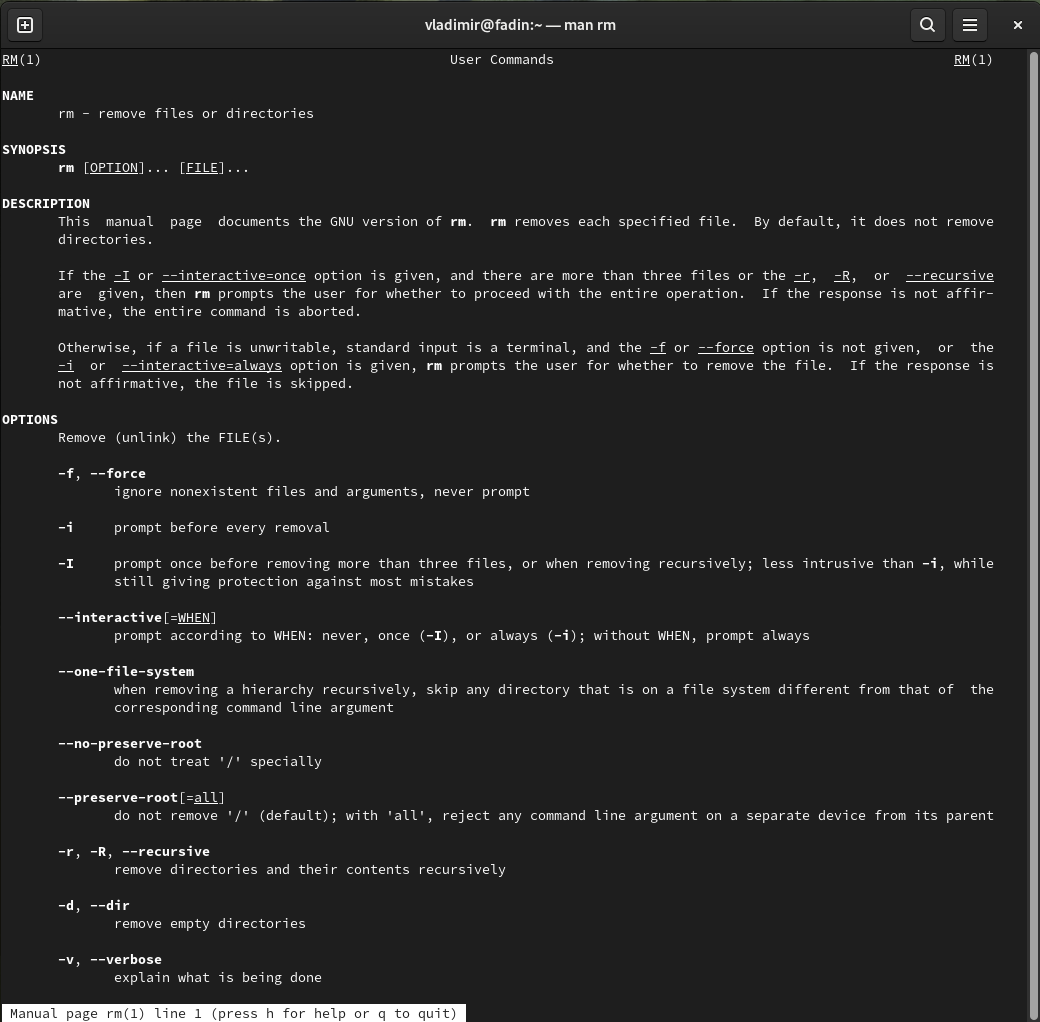 vladimir@fadin:~ — man rm
RM(1) User Commands RM(1)
NAME
rm - remove files or directories
SYNOPSIS
rm [OPTION]... [FILE]...
DESCRIPTION
This manual page documents the GNU version of rm. rm removes each specified file. By default, it does not remove
directories.
If the -I or --interactive=once option is given, and there are more than three files or the -r, -R, or --recursive
are given, then rm prompts the user for whether to proceed with the entire operation. If the response is not affir-
mative, the entire command is aborted.
Otherwise, if a file is unwritable, standard input is a terminal, and the -f or --force option is not given, or the
-i or --interactive=always option is given, rm prompts the user for whether to remove the file. If the response is
not affirmative, the file is skipped.
OPTIONS
Remove (unlink) the FILE(s).
-f, --force
ignore nonexistent files and arguments, never prompt
-i prompt before every removal
-I prompt once before removing more than three files, or when removing recursively; less intrusive than -i, while
still giving protection against most mistakes
--interactive[=WHEN]
prompt according to WHEN: never, once (-I), or always (-i); without WHEN, prompt always
--one-file-system
when removing a hierarchy recursively, skip any directory that is on a file system different from that of the
corresponding command line argument
--no-preserve-root
do not treat '/' specially
--preserve-root[=all]
do not remove '/' (default); with 'all', reject any command line argument on a separate device from its parent
-r, -R, --recursive
remove directories and their contents recursively
-d, --dir
remove empty directories
-v, --verbose
explain what is being done
Manual page rm(1) line 1 (press h for help or q to quit)